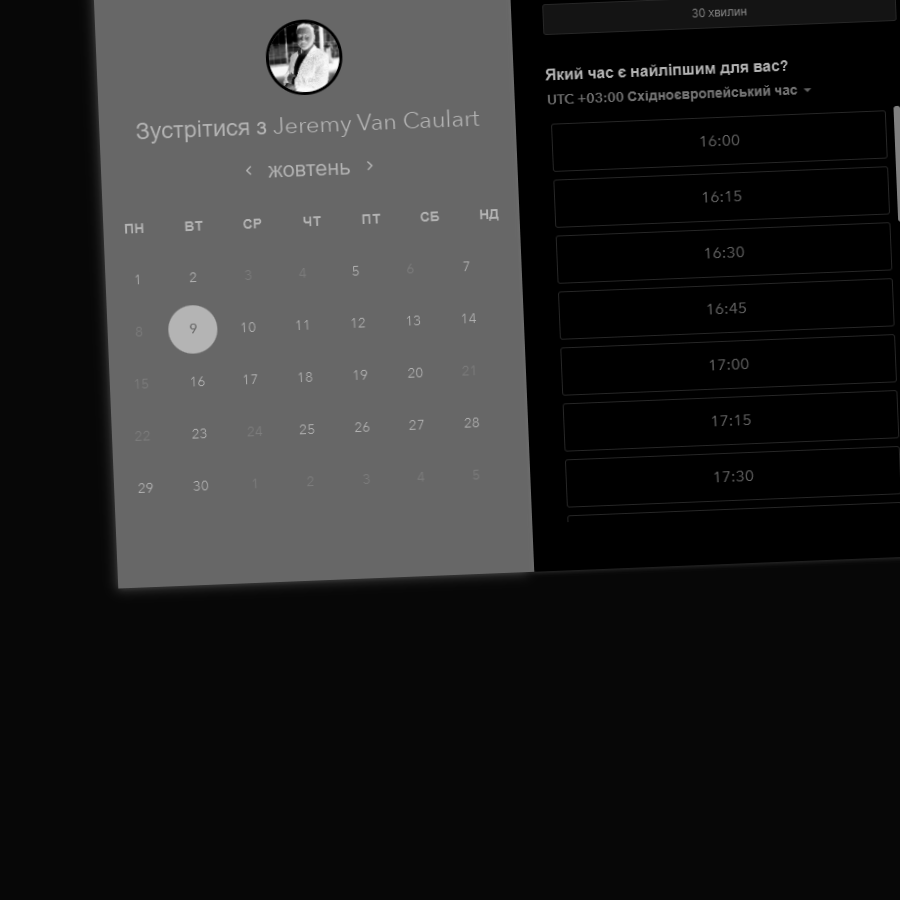 Зустрітися з Jeremy Van Caulart
жовтень
ПН ВТ СР ЧТ ПТ СБ НД
1 2 3 4 5 6 7
8 9 10 11 12 13 14
15 16 17 18 19 20 21
22 23 24 25 26 27 28
29 30 1 2 3 4 5
30 хвилин
Який час є найліпшим для вас?
UTC +03:00 Східноєвропейський час
16:00
16:15
16:30
16:45
17:00
17:15
17:30